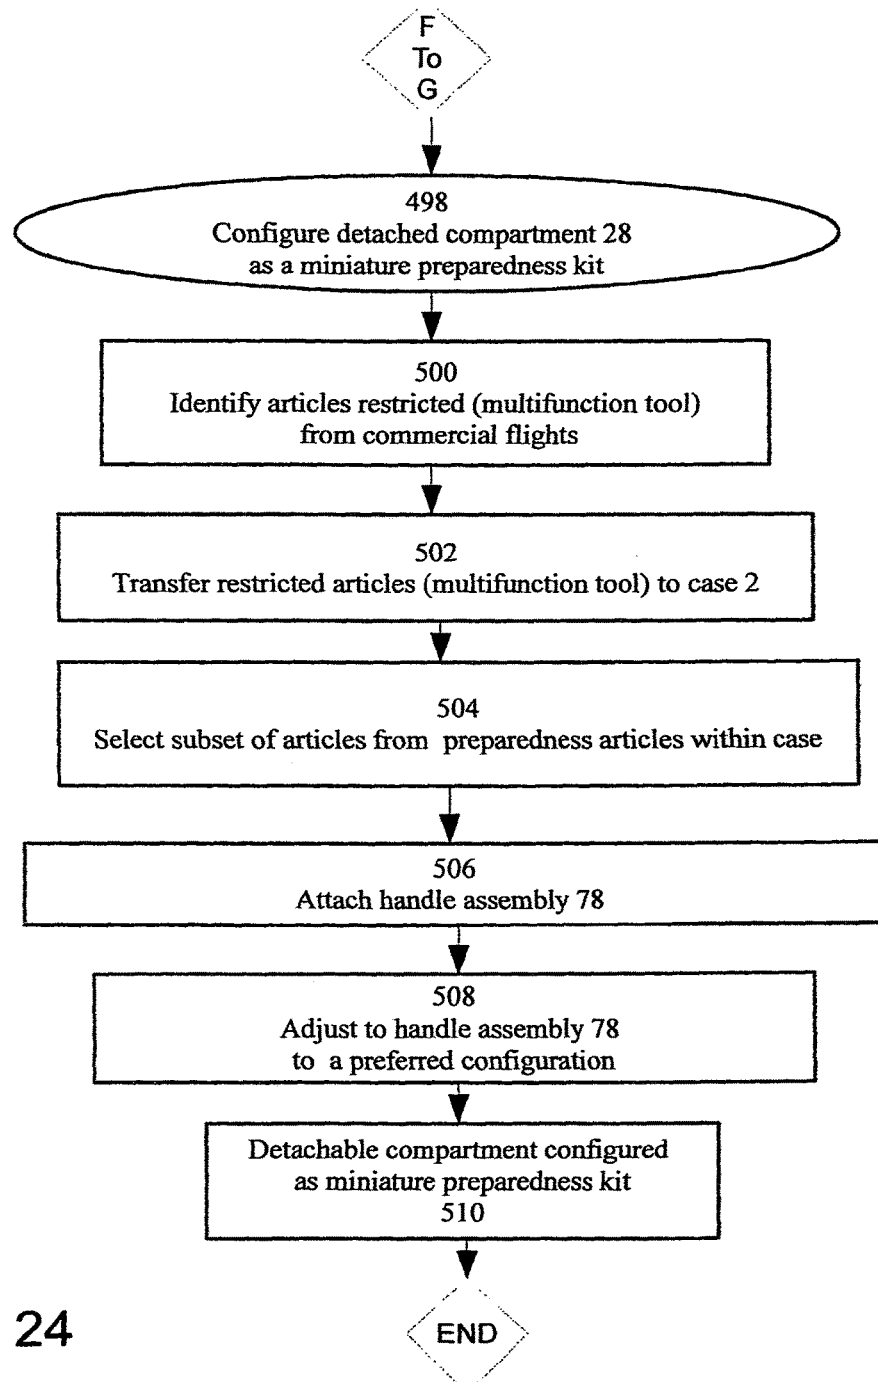 F
To
G
498
Configure detached compartment 28
as a miniature preparedness kit
500
Identify articles restricted (multifunction tool)
from commercial flights
502
Transfer restricted articles (multifunction tool) to case 2
504
Select subset of articles from preparedness articles within case
506
Attach handle assembly 78
508
Adjust to handle assembly 78
to a preferred configuration
Detachable compartment configured
as miniature preparedness kit
510
24
END